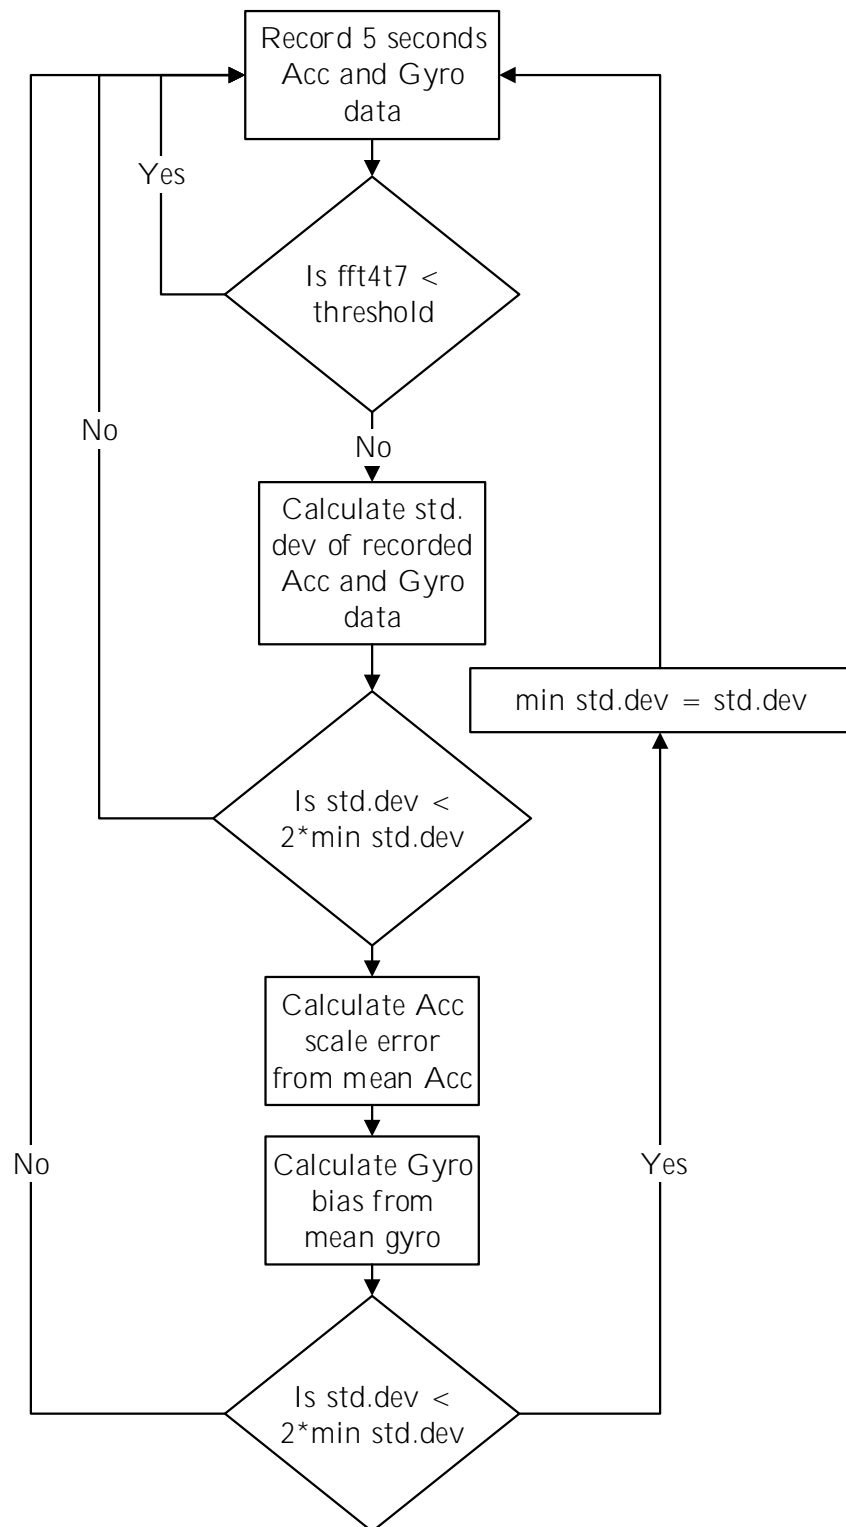 Record 5 seconds
Acc and Gyro
data
Yes
Is fft4t7 <
threshold
No
No
Calculate std.
dev of recorded
Acc and Gyro
data
min std.dev = std.dev
Is std.dev <
2*min std.dev
Calculate Acc
scale error
from mean Acc
No
Yes
Calculate Gyro
bias from
mean gyro
Is std.dev <
2*min std.dev